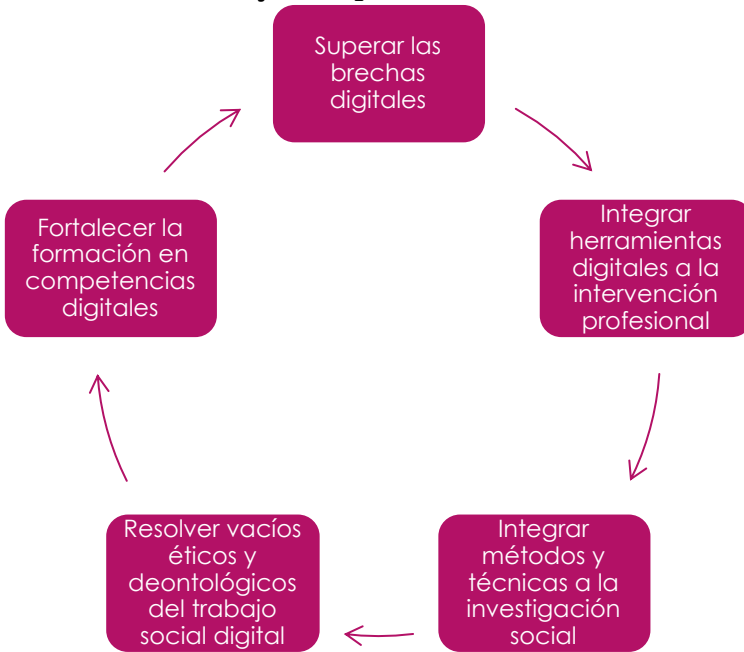 Superar las
brechas
digitales
Integrar
herramientas
digitales a la
intervención
profesional
Integrar
métodos y
técnicas a la
investigación
social
Resolver vacíos
éticos y
deontológicos
del trabajo
social digital
Fortalecer la
formación en
competencias
digitales